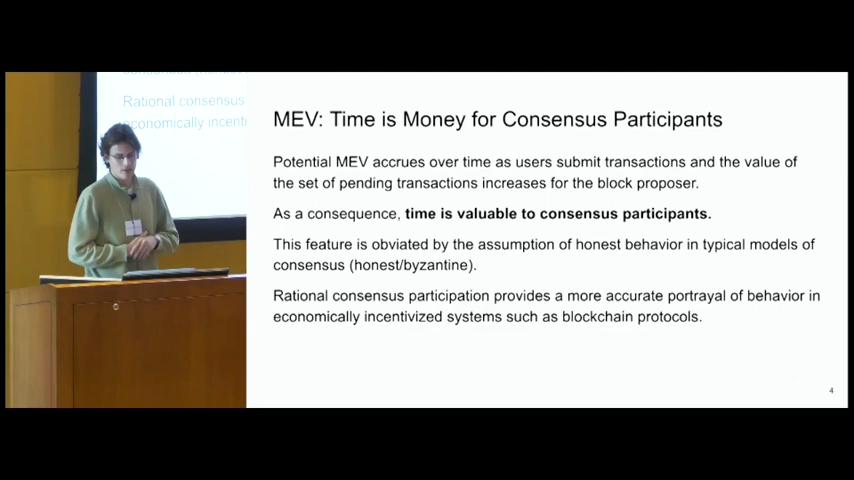 consensus (hones
Rational consensus
economically incenti
MEV: Time is Money for Consensus Participants
Potential MEV accrues over time as users submit transactions and the value of
the set of pending transactions increases for the block proposer.
As a consequence, time is valuable to consensus participants.
This feature is obviated by the assumption of honest behavior in typical models of
consensus (honest/byzantine).
Rational consensus participation provides a more accurate portrayal of behavior in
economically incentivized systems such as blockchain protocols.
4